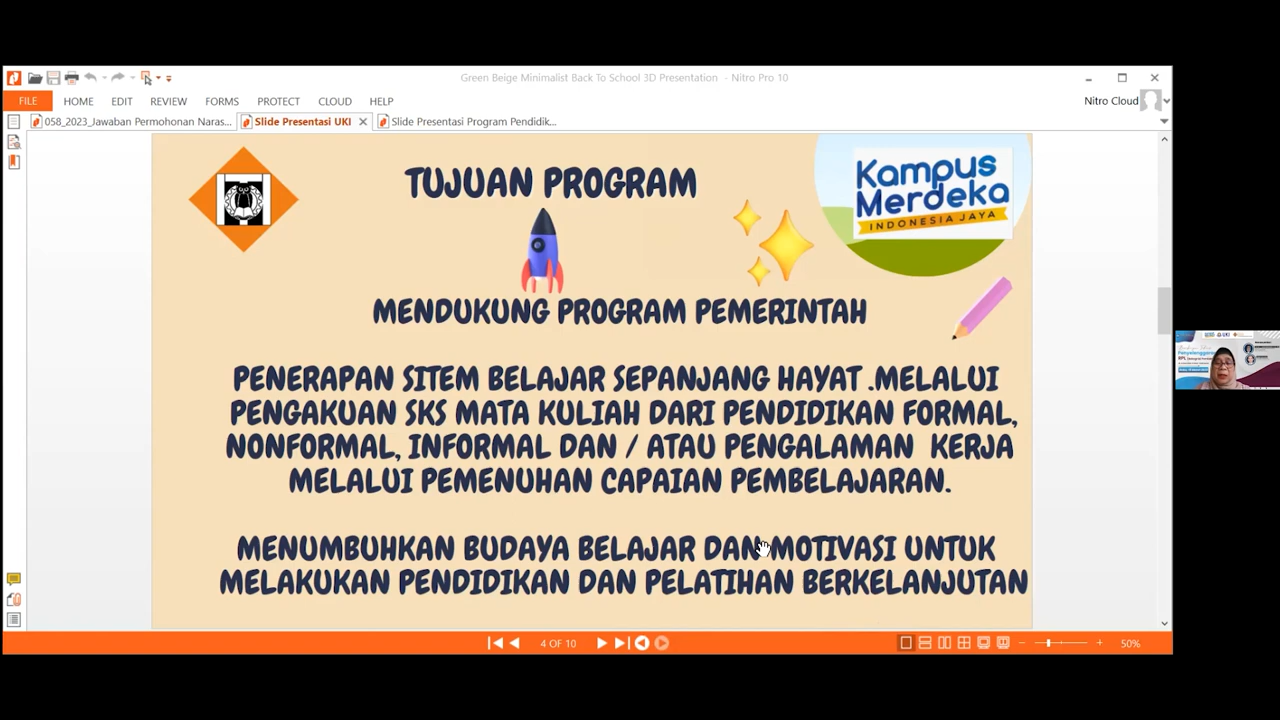 Green Beige Minimalist Back To School 3D Presentation - Nitro Pro 10
FILE HOME EDIT REVIEW FORMS PROTECT CLOUD HELP Nitro Cloud
058_2023_Jawaban Permohonan Naras... Slide Presentasi UKI Slide Presentasi Program Pendidik...
TUJUAN PROGRAM
Kampus
Merdeka
INDONESIA JAYA
MENDUKUNG PROGRAM PEMERINTAH
PENERAPAN SITEM BELAJAR SEPANJANG HAYAT .MELALUI
PENGAKUAN SKS MATA KULIAH DARI PENDIDIKAN FORMAL,
NONFORMAL, INFORMAL DAN / ATAU PENGALAMAN KERJA
MELALUI PEMENUHAN CAPAIAN PEMBELAJARAN.
MENUMBUHKAN BUDAYA BELAJAR DAN MOTIVASI UNTUK
MELAKUKAN PENDIDIKAN DAN PELATIHAN BERKELANJUTAN
4 OF 10
50%